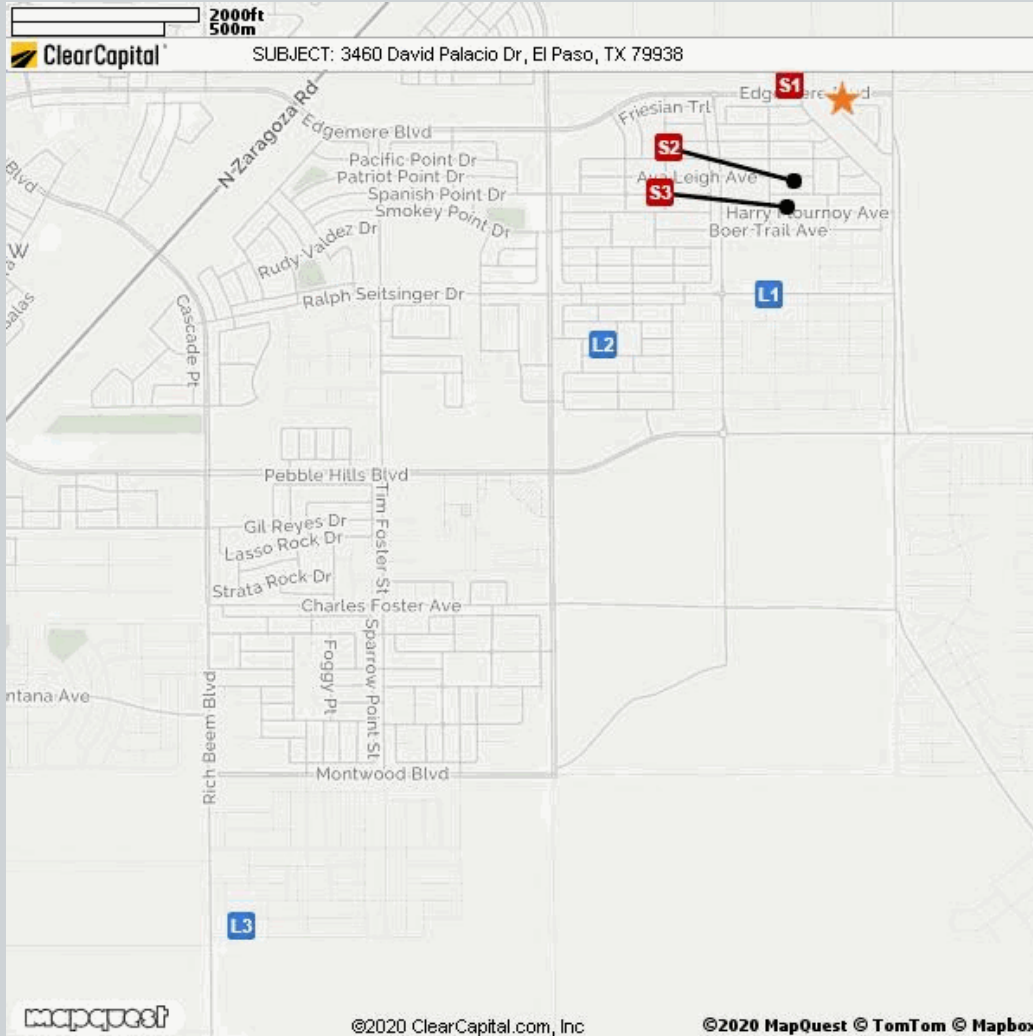 2000ft
500m
ClearCapital
SUBJECT: 3460 David Palacio Dr, El Paso, TX 79938
S1
Friesian Trl
N Zaragoza Rd
Edgemere Blvd
S2
Pacific Point Dr
Patriot Point Dr
Blvd
Ava Leigh Ave
S3
Spanish Point Dr
Smokey Point Dr
Harry Flournoy Ave
Boer Trail Ave
W
Rudy Valdez Dr
Ralph Seitsinger Dr
L1
Cascade Pt
L2
Pebble Hills Blvd
Tim Foster St
Gil Reyes Dr
Lasso Rock Dr
Strata Rock Dr
Charles Foster Ave
Sparrow Point St
Foggy Pt
ntana Ave
Rich Beem Blvd
Montwood Blvd
L3
mapquest
©2020 ClearCapital.com, Inc
©2020 MapQuest © TomTom © Mapbox